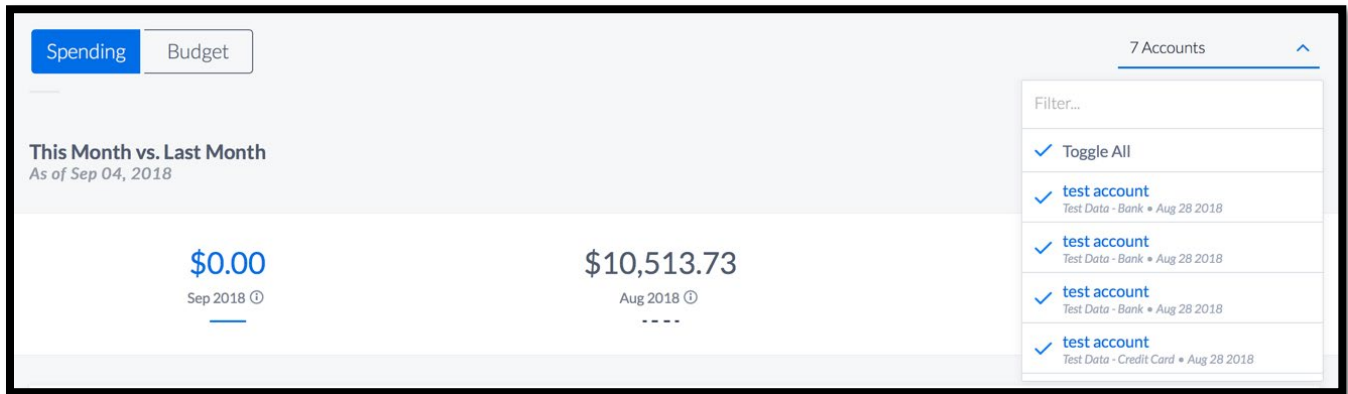 Spending Budget
7 Accounts
Filter...
Toggle All
test account
Test Data - Bank • Aug 28 2018
test account
Test Data - Bank • Aug 28 2018
test account
Test Data - Bank • Aug 28 2018
test account
Test Data - Credit Card • Aug 28 2018
This Month vs. Last Month
As of Sep 04, 2018
$0.00
Sep 2018
$10,513.73
Aug 2018